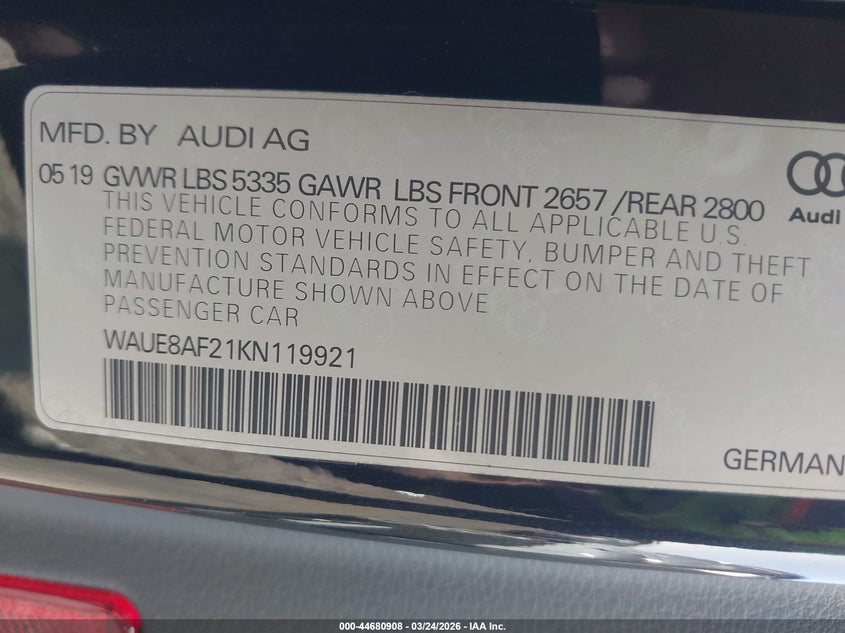 MFD. BY AUDI AG
Audi
05 19 GVWR LBS 5335 GAWR LBS FRONT 2657 /REAR 2800
THIS VEHICLE CONFORMS TO ALL APPLICABLE U.S.
FEDERAL MOTOR VEHICLE SAFETY, BUMPER AND THEFT
PREVENTION STANDARDS IN EFFECT ON THE DATE OF
MANUFACTURE SHOWN ABOVE
PASSENGER CAR
WAUE8AF21KN119921
GERMAN
000-44680908 - 03/24/2026 - IAA Inc.